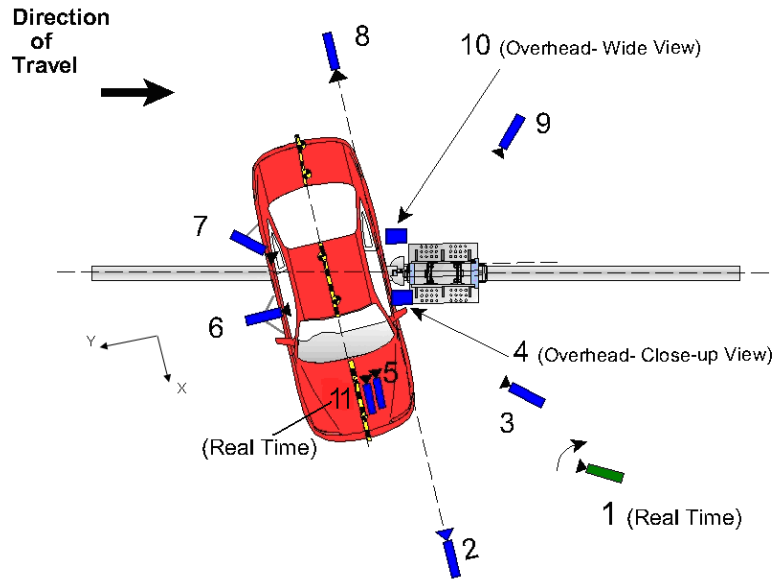 Direction
of
Travel
8
10 (Overhead- Wide View)
9
7
6
Y
X
4 (Overhead- Close-up View)
5
11
3
(Real Time)
1 (Real Time)
2